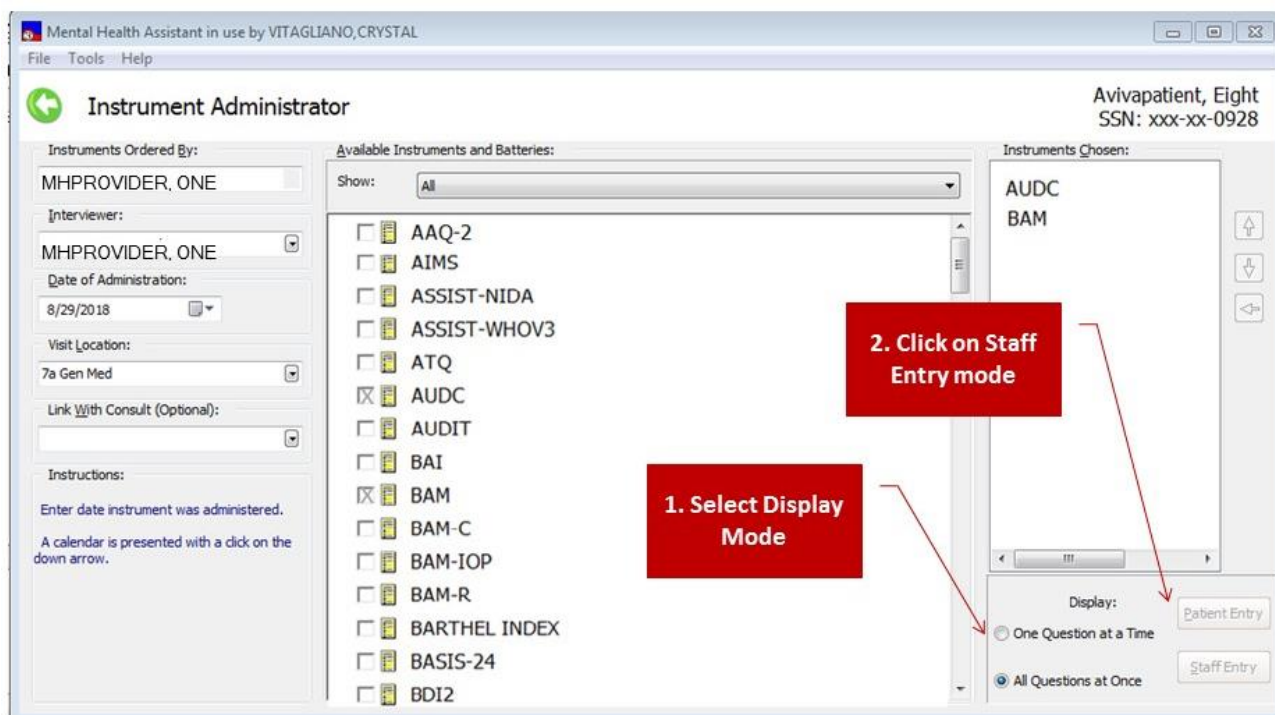 Mental Health Assistant in use by VITAGLIANO,CRYSTAL
File Tools Help
Instrument Administrator
Avivapatient, Eight
SSN: xxx-xx-0928
Instruments Ordered By:
MHPROVIDER, ONE
Interviewer:
MHPROVIDER, ONE
Date of Administration:
8/29/2018
Visit Location:
7a Gen Med
Link With Consult (Optional):
Instructions:
Enter date instrument was administered.
A calendar is presented with a click on the
down arrow.
Available Instruments and Batteries:
Show: All
AAQ-2
AIMS
ASSIST-NIDA
ASSIST-WHOV3
ATQ
AUDC
AUDIT
BAI
BAM
BAM-C
BAM-IOP
BAM-R
BARTHEL INDEX
BASIS-24
BDI2
Instruments Chosen:
AUDC
BAM
2. Click on Staff
Entry mode
1. Select Display
Mode
Display:
One Question at a Time
All Questions at Once
Patient Entry
Staff Entry